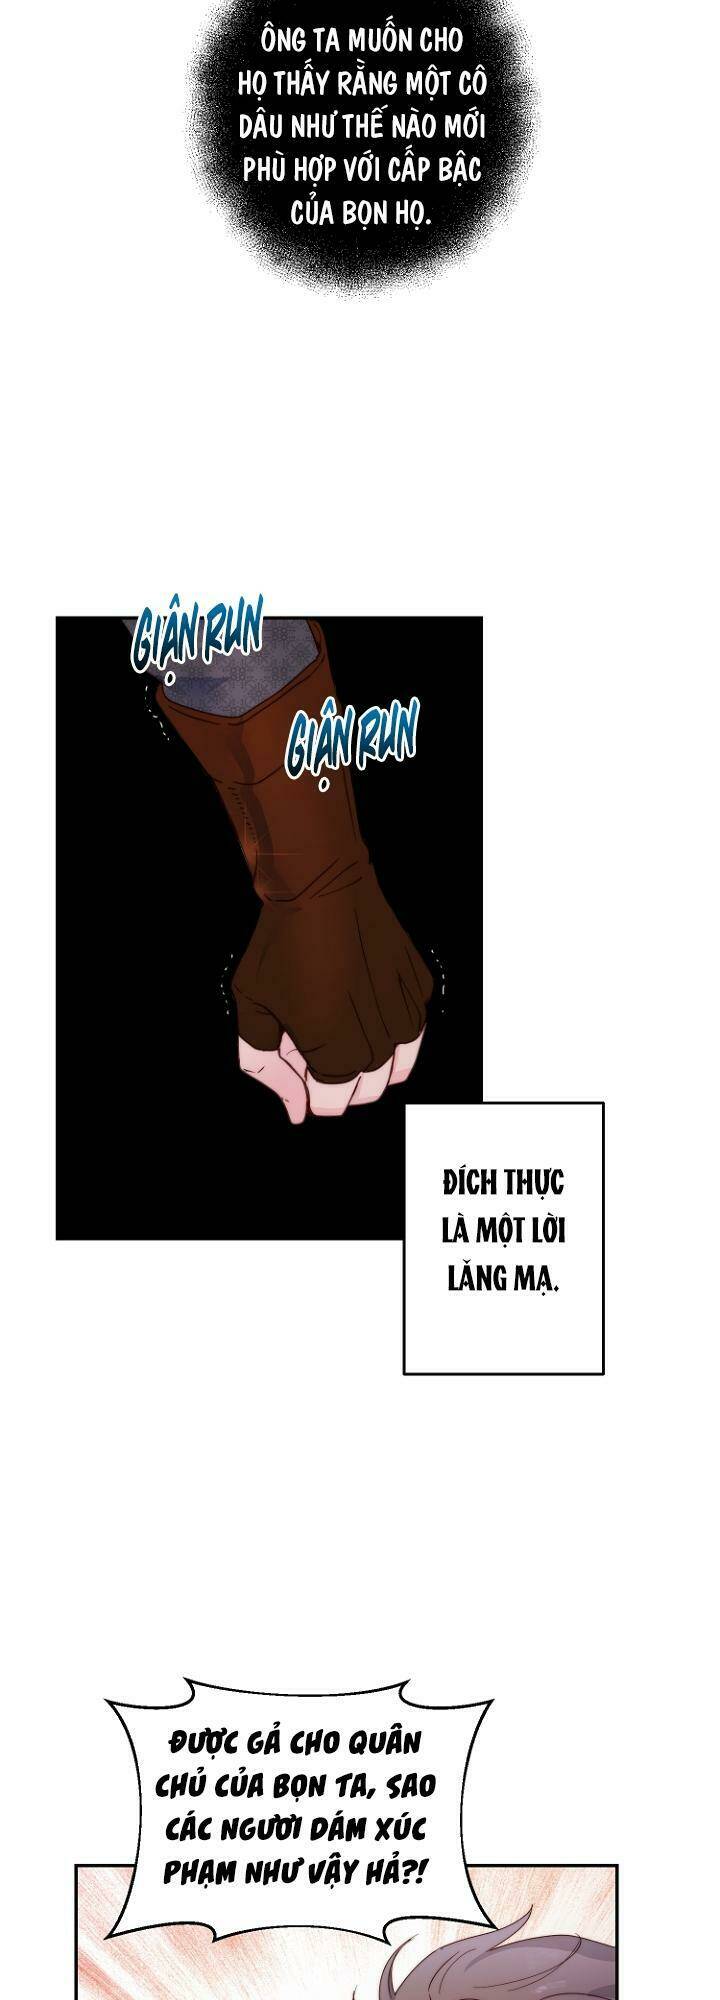 ÔNG TA MUỐN CHO
HỌ THẤY RẰNG MỘT CÔ
DÂU NHƯ THẾ NÀO MỚI
PHÙ HỢP VỚI CẤP BẬC
CỦA BỌN HỌ.
GIẬN RUN
GIẬN RUN
ĐÍCH THỰC
LÀ MỘT LỜI
LĂNG MẠ.
ĐƯỢC GẢ CHO QUÂN
CHỦ CỦA BỌN TA, SAO
CÁC NGƯƠI DÁM XÚC
PHẠM NHƯ VẬY HẢ?!